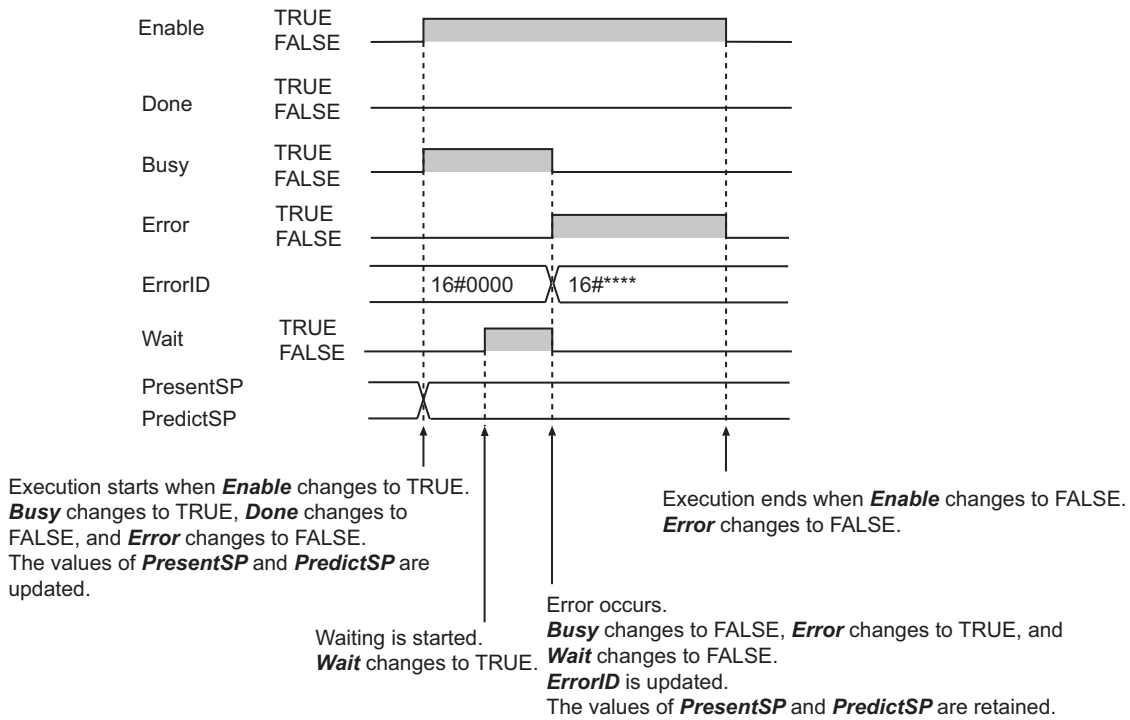 Enable
TRUE
FALSE
Done
TRUE
FALSE
Busy
TRUE
FALSE
Error
TRUE
FALSE
ErrorID
16#0000
16#****
Wait
TRUE
FALSE
PresentSP
PredictSP
Execution starts when Enable changes to TRUE.
Busy changes to TRUE, Done changes to
FALSE, and Error changes to FALSE.
The values of PresentSP and PredictSP are
updated.
Waiting is started.
Wait changes to TRUE.
Error occurs.
Busy changes to FALSE, Error changes to TRUE, and
Wait changes to FALSE.
ErrorID is updated.
The values of PresentSP and PredictSP are retained.
Execution ends when Enable changes to FALSE.
Error changes to FALSE.